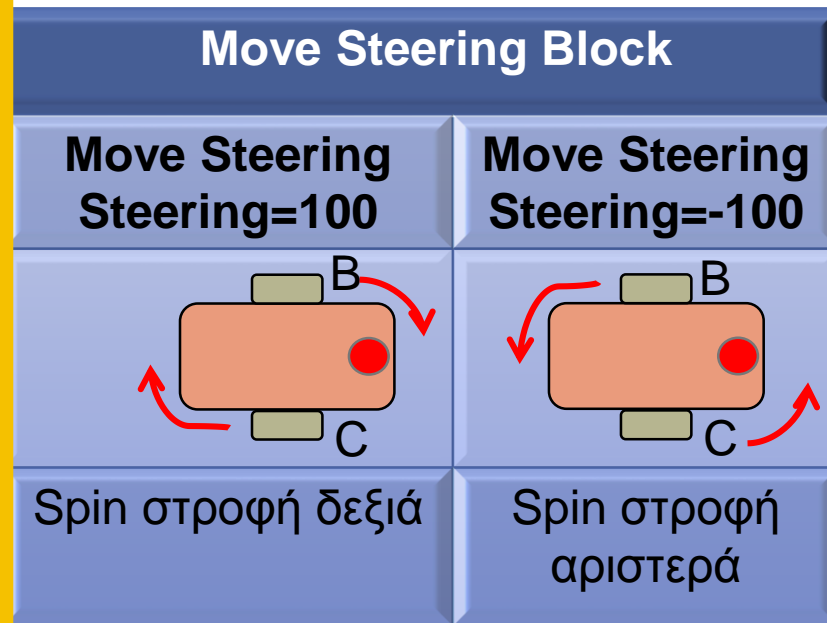 Move Steering Block
Move Steering
Steering=100
Move Steering
Steering=-100
B
C
B
C
Spin στροφή δεξιά
Spin στροφή
αριστερά